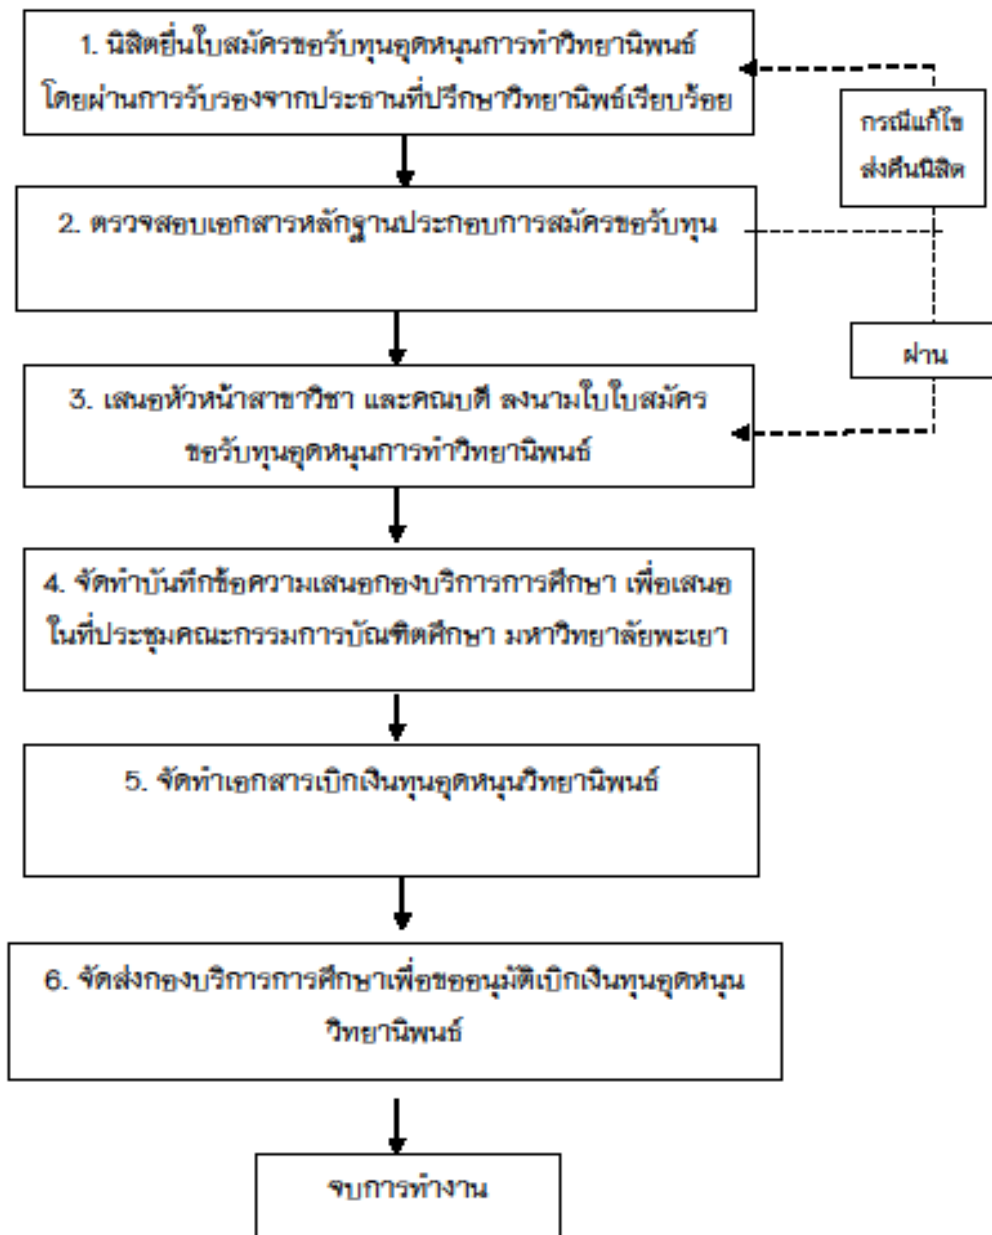 1. นิสิตยื่นใบสมัครขอรับทุนอุดหนุนการทำวิทยานิพนธ์
โดยผ่านการรับรองจากประธานที่ปรึกษาวิทยานิพธ์เรียบร้อย
กรณีแก้ไข
ส่งคืนนิสิต
2. ตรวจสอบเอกสารหลักฐานประกอบการสมัครขอรับทุน
ผ่าน
3. เสนอหัวหน้าสาขาวิชา และคณบดี ลงนามใบใบสมัคร
ขอรับทุนอุดหนุนการทำวิทยานิพนธ์
4. จัดทำบันทึกข้อความเสนอกองบริการการศึกษา เพื่อเสนอ
ในที่ประชุมคณะกรรมการบัณฑิตศึกษา มหาวิทยาลัยพะเยา
5. จัดทำเอกสารเบิกเงินทุนอุดหนุนวิทยานิพนธ์
6. จัดส่งกองบริการการศึกษาเพื่อขออนุมัติเบิกเงินทุนอุดหนุน
วิทยานิพนธ์
จบการทำงาน